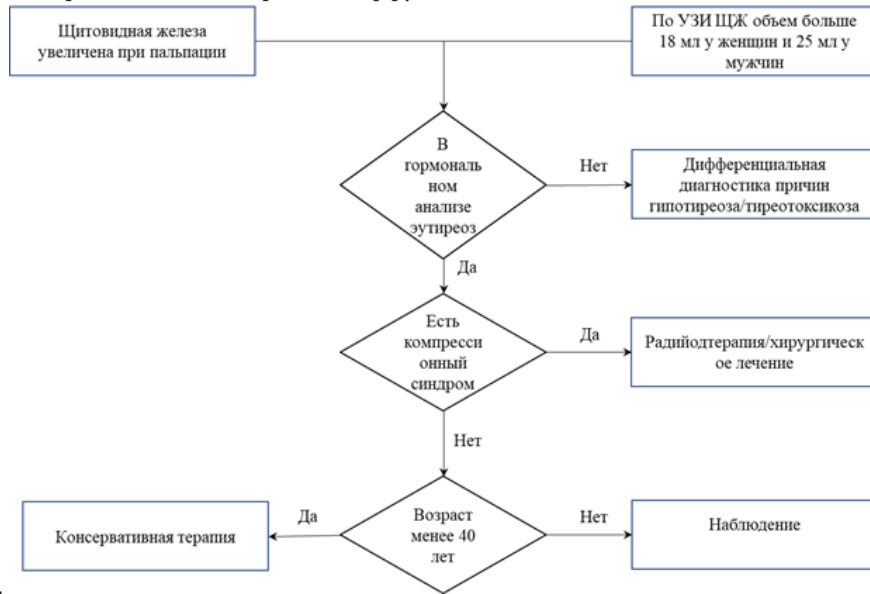 Щитовидная железа
увеличена при пальпации
По УЗИ ЩЖ объем больше
18 мл у женщин и 25 мл у
мужчин
В
гормональ
ном
анализе
эутиреоз
Нет
Дифференциальная
диагностика причин
гипотиреоза/тиреотоксикоза
Да
Есть
компресси
онный
синдром
Да
Радийодтерапия/хирургическ
ое лечение
Нет
Возраст
менее 40
лет
Да
Консервативная терапия
Нет
Наблюдение